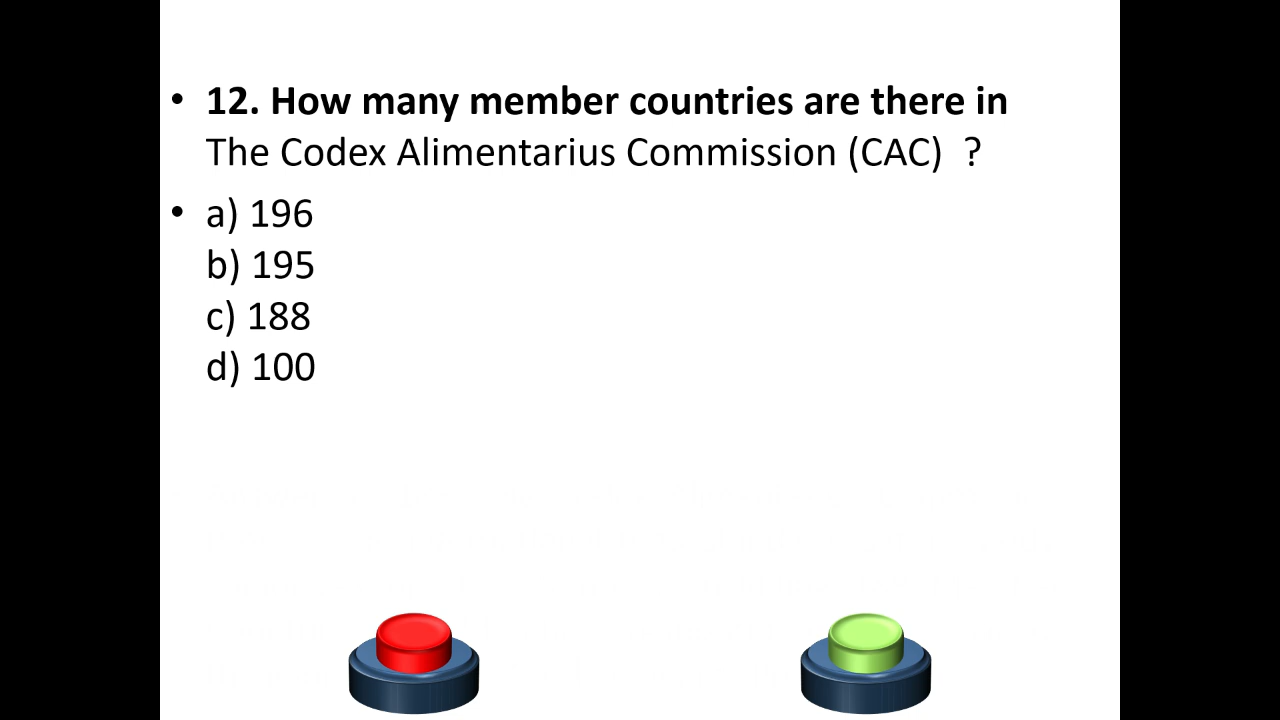 • 12. How many member countries are there in
The Codex Alimentarius Commission (CAC) ?
• a) 196
b) 195
c) 188
d) 100